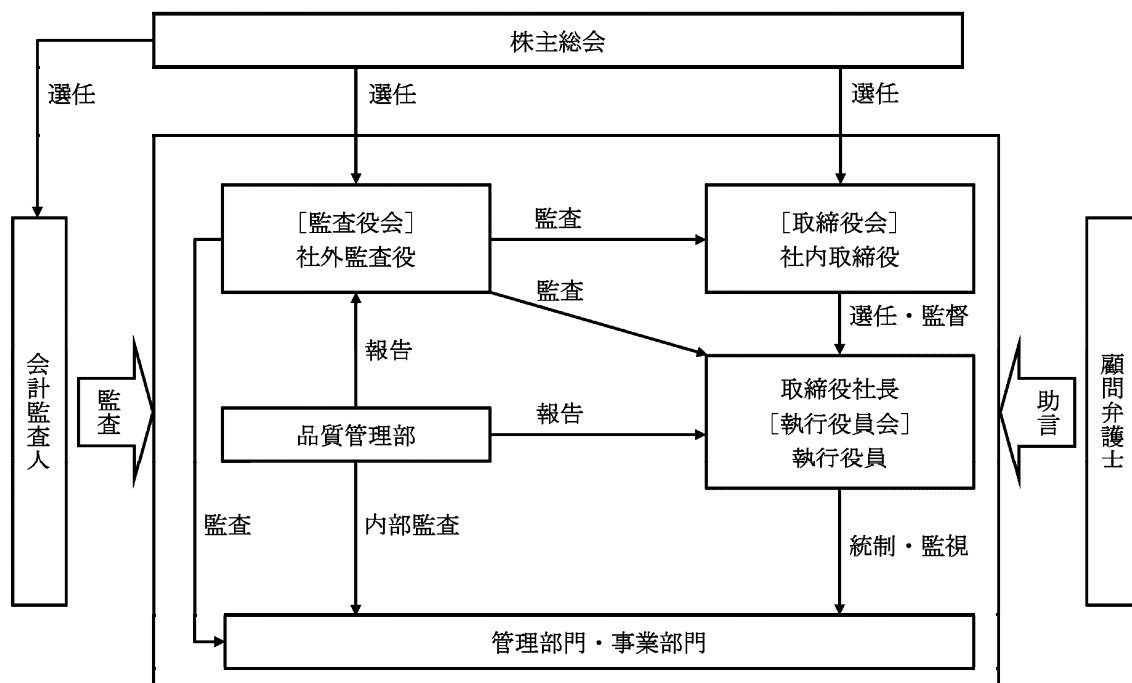 株主総会
選任
選任
選任
[監査役会]
社外監査役
監査
[取締役会]
社内取締役
監査
選任・監督
報告
取締役社長
[執行役員会]
執行役員
品質管理部
報告
会計監査人
監査
助言
顧問弁護士
監査
内部監査
統制・監視
管理部門・事業部門